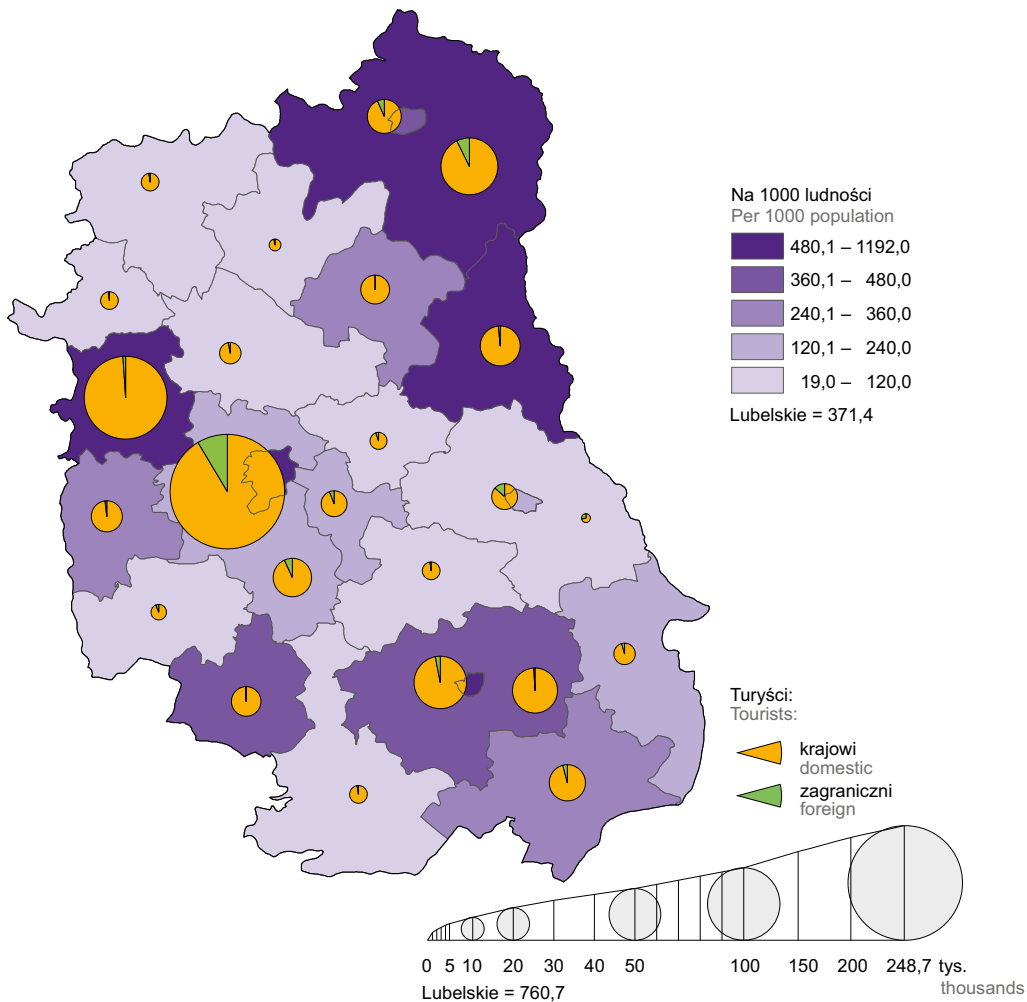 Na 1000 ludności
Per 1000 population
480,1 – 1192,0
360,1 – 480,0
240,1 – 360,0
120,1 – 240,0
19,0 – 120,0
Lubelskie = 371,4
Turyści:
Tourists:
krajowi
domestic
zagraniczni
foreign
0 5 10 20 30 40 50 100 150 200 248,7 tys.
thousands
Lubelskie = 760,7